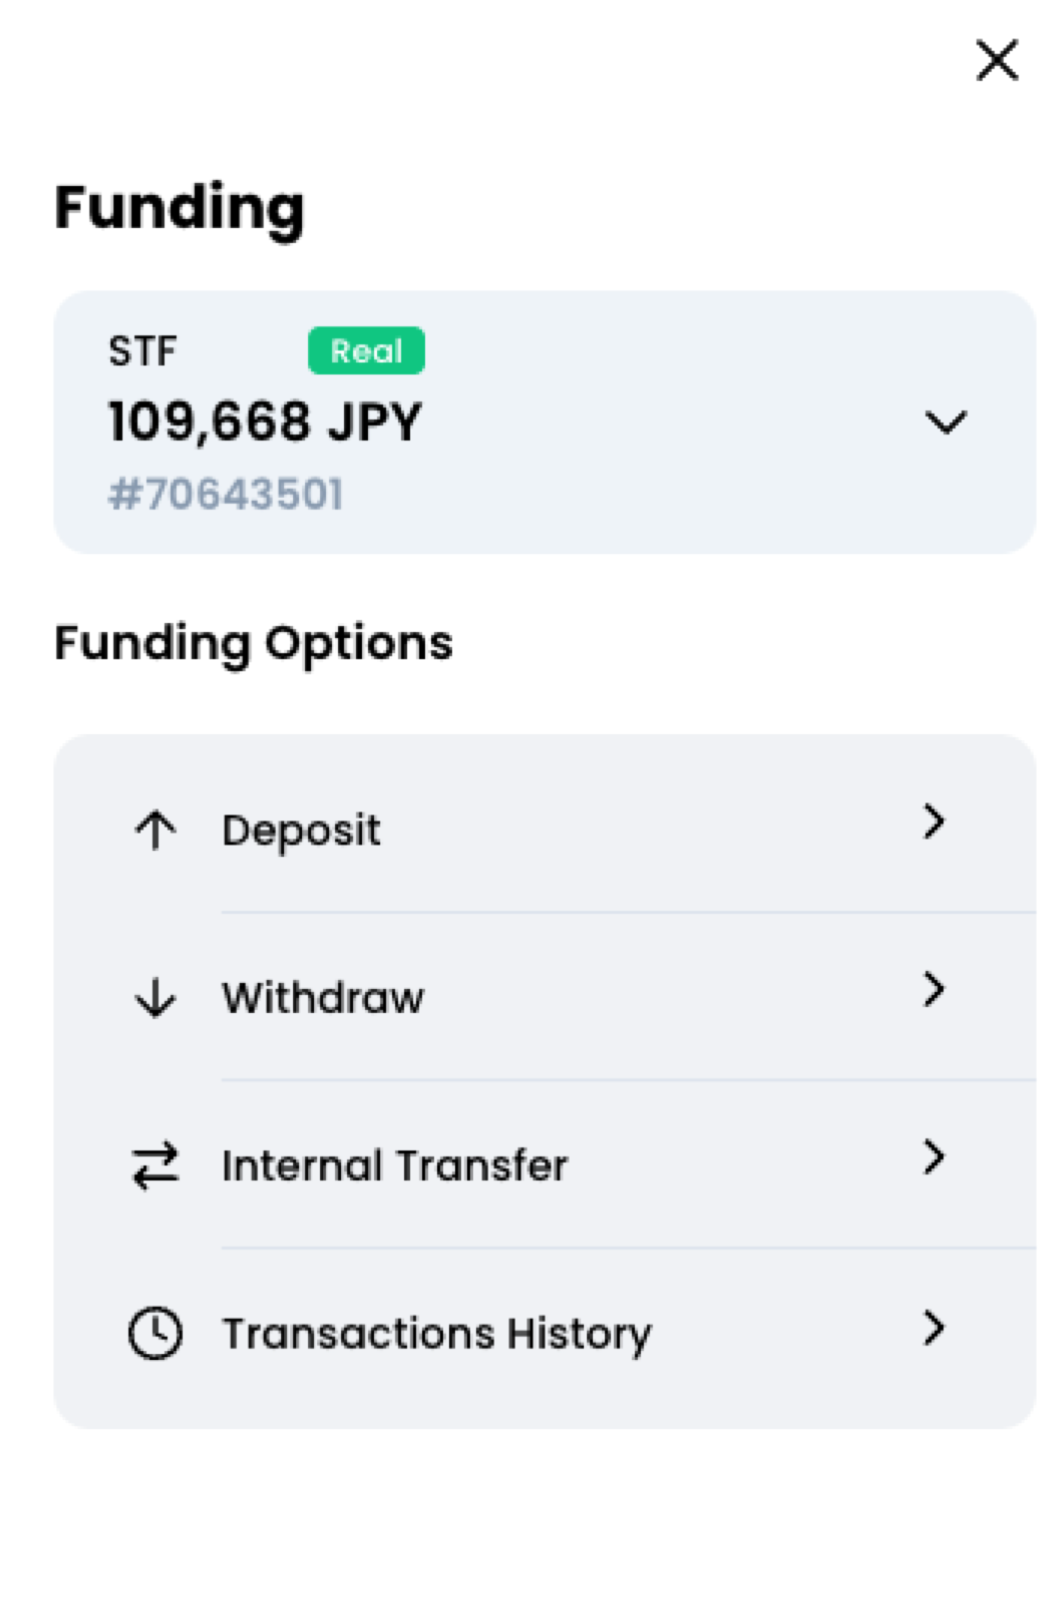 Funding
STF
Real
109,668 JPY
#70643501
Funding Options
Deposit
Withdraw
Internal Transfer
Transactions History